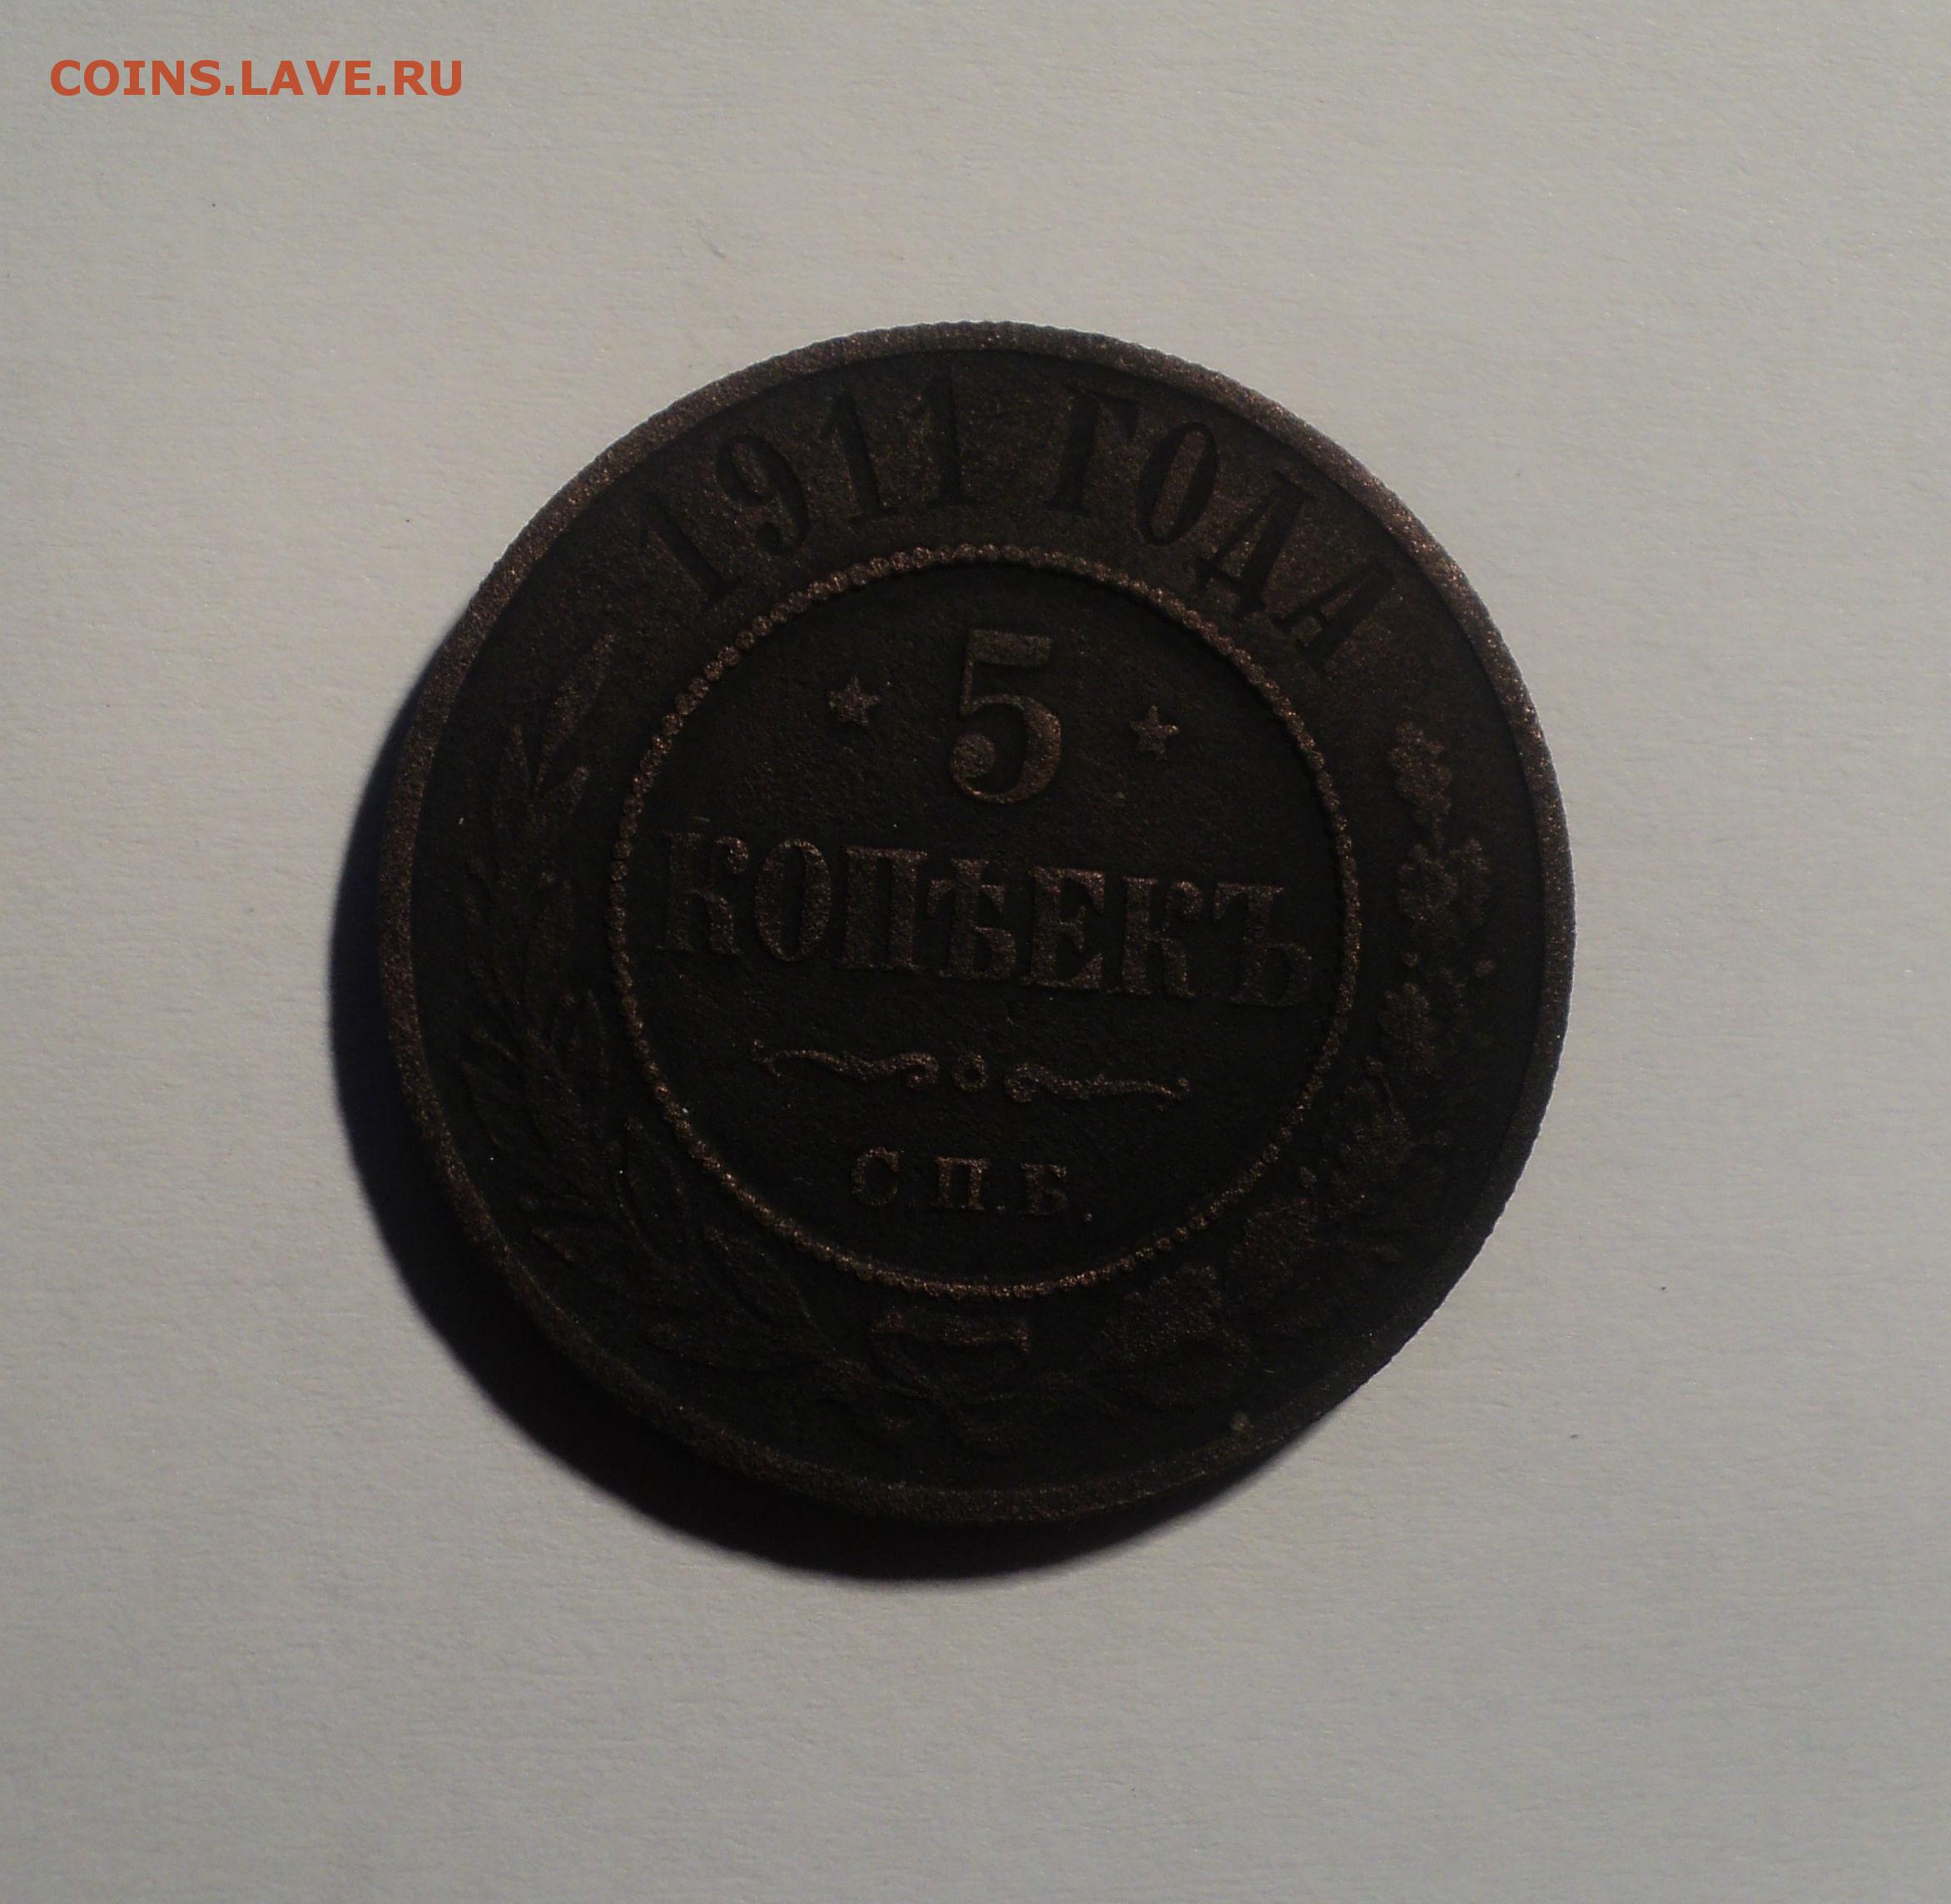 COINS.LAVE.RU
1911 ГОДА
5
КОПѢЕКЪ
С.П.Б.